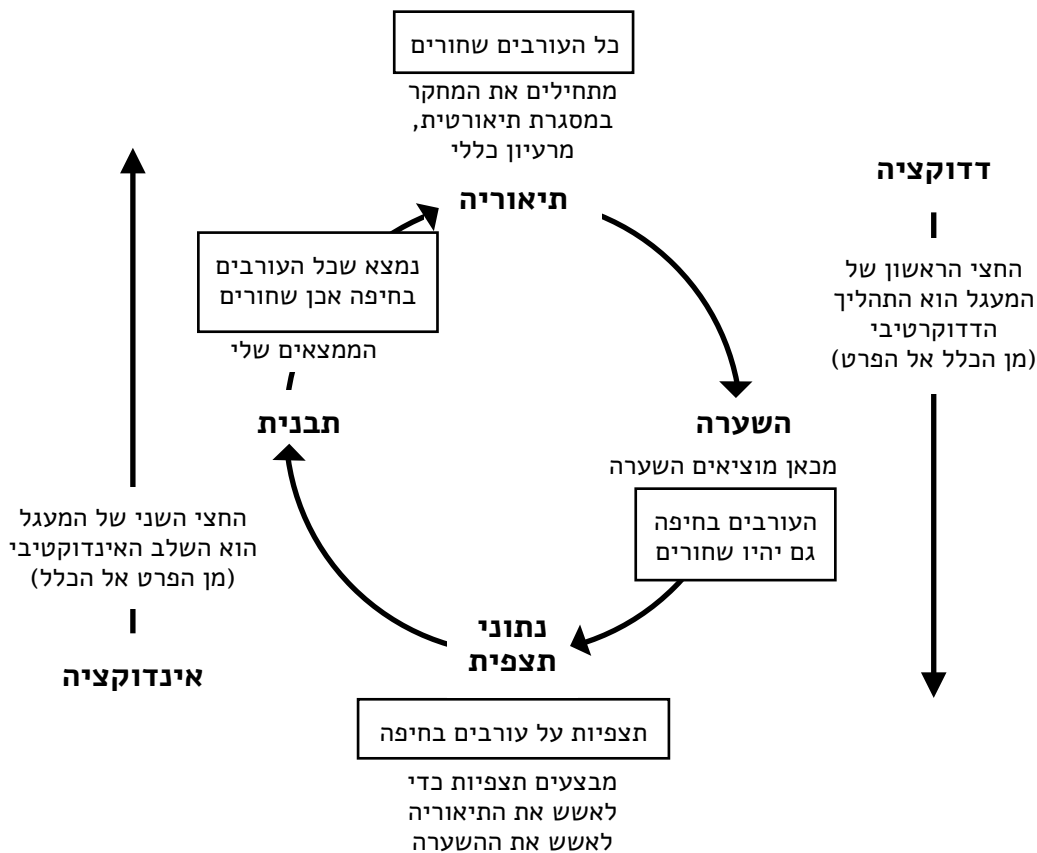 כל העורבים שחורים
מתחילים את המחקר
במסגרת תיאורטית,
מרעיון כללי
תיאוריה
דדוקציה
החצי הראשון של
המעגל הוא התהליך
הדדוקרטיבי
(מן הכלל אל הפרט)
השערה
מכאן מוציאים השערה
העורבים בחיפה
גם יהיו שחורים
נתוני
תצפית
תצפיות על עורבים בחיפה
מבצעים תצפיות כדי
לאשש את התיאוריה
לאשש את ההשערה
תבנית
הממצאים שלי
נמצא שכל העורבים
בחיפה אכן שחורים
החצי השני של המעגל
הוא השלב האינדוקטיבי
(מן הפרט אל הכלל)
אינדוקציה